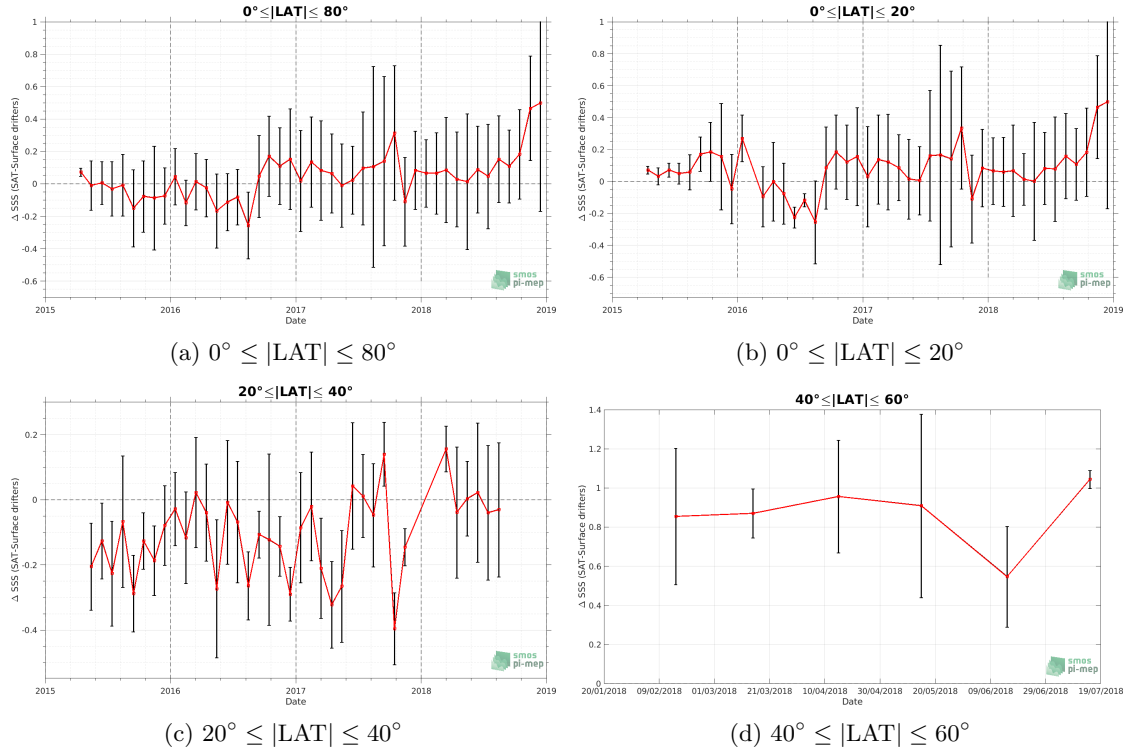 0°≤|LAT|≤ 80°
1
0.8
0.6
0.4
0.2
0
-0.2
-0.4
-0.6
Δ SSS (SAT-Surface drifters)
2015
2016
2017
2018
2019
Date
smos
pi-mep
(a) 0° ≤ |LAT| ≤ 80°
0°≤|LAT|≤ 20°
1
0.8
0.6
0.4
0.2
0
-0.2
-0.4
-0.6
Δ SSS (SAT-Surface drifters)
2015
2016
2017
2018
2019
Date
smos
pi-mep
(b) 0° ≤ |LAT| ≤ 20°
20°≤|LAT|≤ 40°
0.2
0
-0.2
-0.4
Δ SSS (SAT-Surface drifters)
2015
2016
2017
2018
2019
Date
smos
pi-mep
(c) 20° ≤ |LAT| ≤ 40°
40°≤|LAT|≤ 60°
1.4
1.2
1
0.8
0.6
0.4
0.2
0
Δ SSS (SAT-Surface drifters)
20/01/2018
09/02/2018
01/03/2018
21/03/2018
10/04/2018
30/04/2018
20/05/2018
09/06/2018
29/06/2018
19/07/2018
Date
smos
pi-mep
(d) 40° ≤ |LAT| ≤ 60°